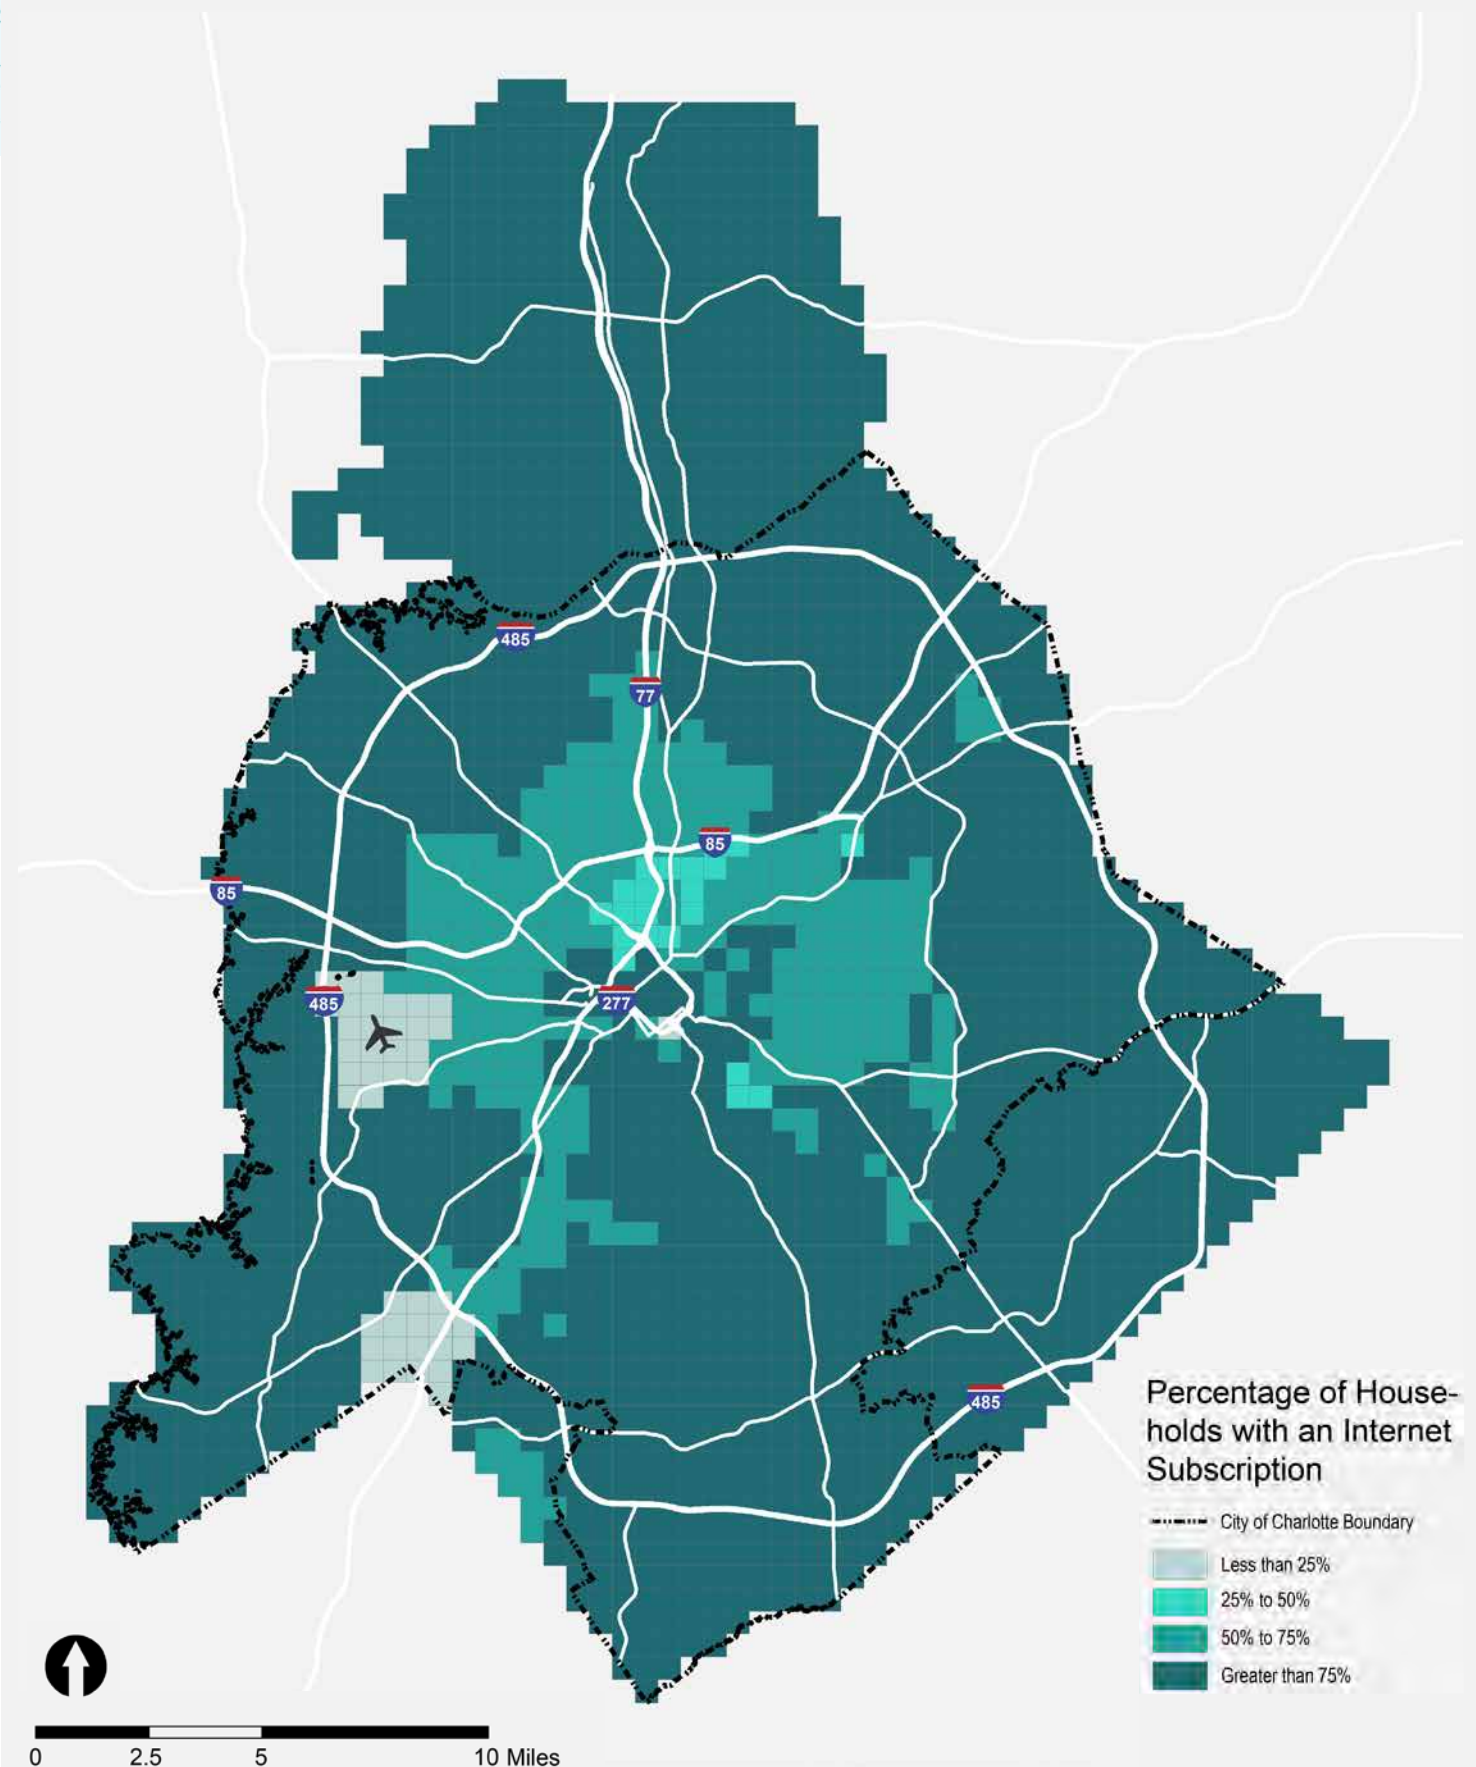 485
77
85
85
485
277
485
Percentage of House-
holds with an Internet
Subscription
City of Charlotte Boundary
Less than 25%
25% to 50%
50% to 75%
Greater than 75%
0 2.5 5 10 Miles